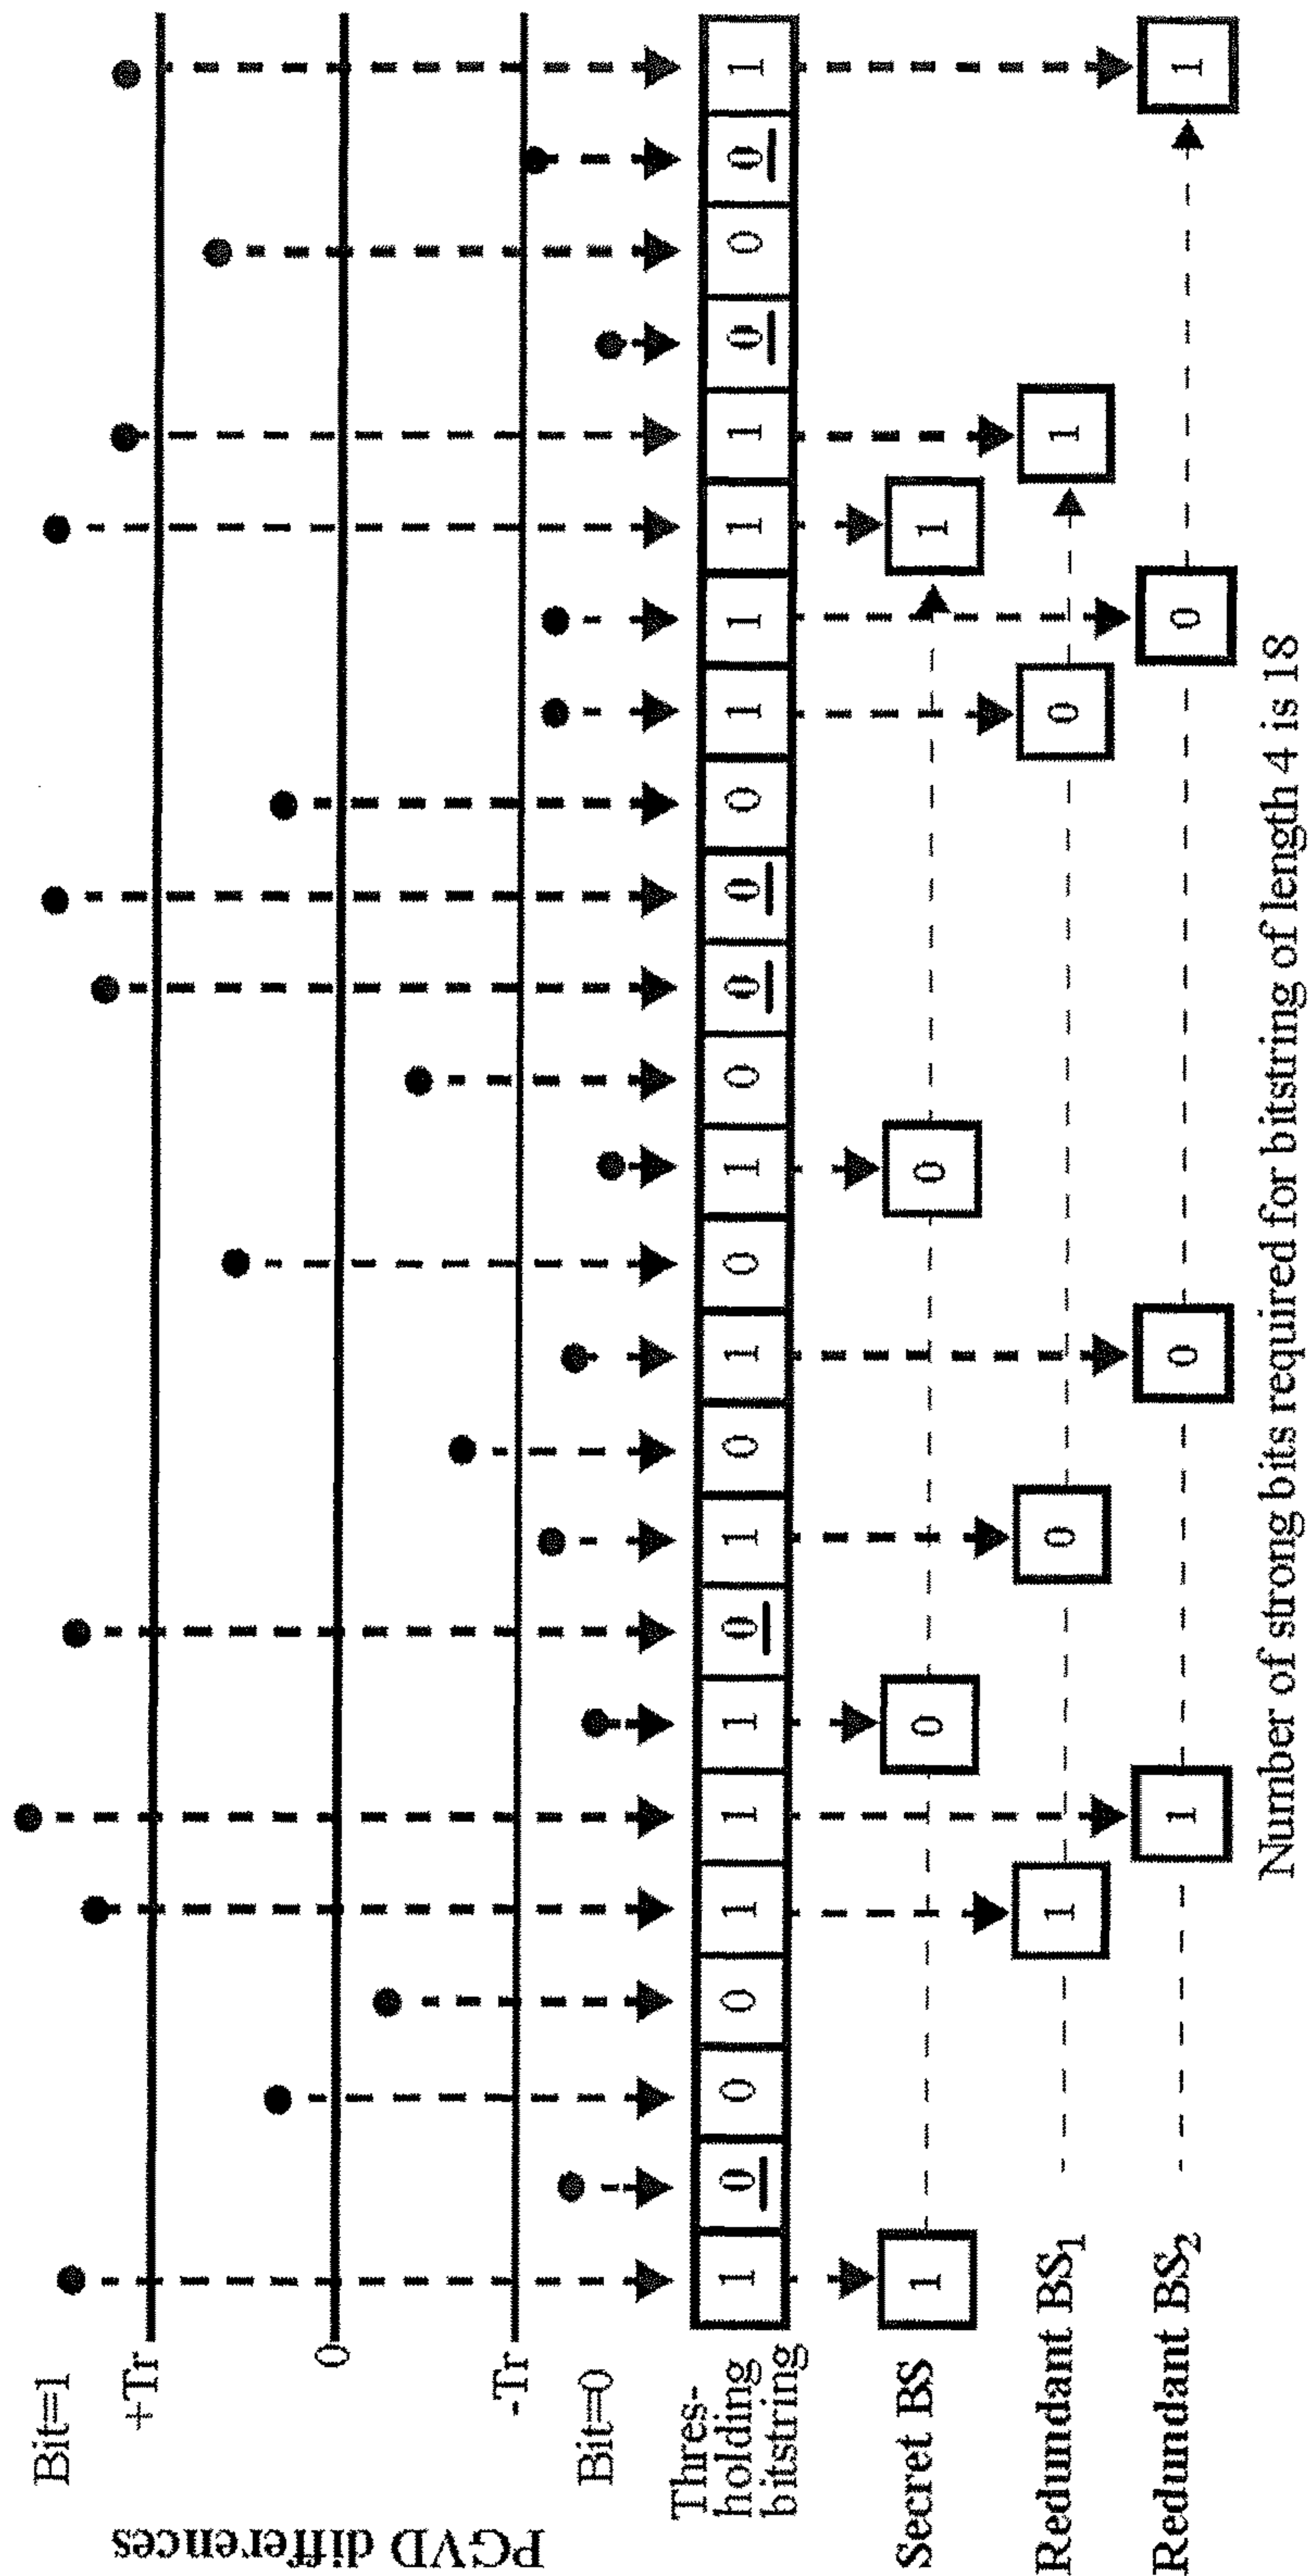 PGVD differences
Bit=1
+Tr
0
-Tr
Bit=0
Thres-
holding
bitstring
1 0 0 0 1 1 1 0 1 0 1 0 1 0 0 0 0 1 1 1 1 0 0 0 1
Secret BS 1 0 0 1
Redundant BS1 1 0 0 1
Redundant BS2 1 0 0 1
Number of strong bits required for bitstring of length 4 is 18